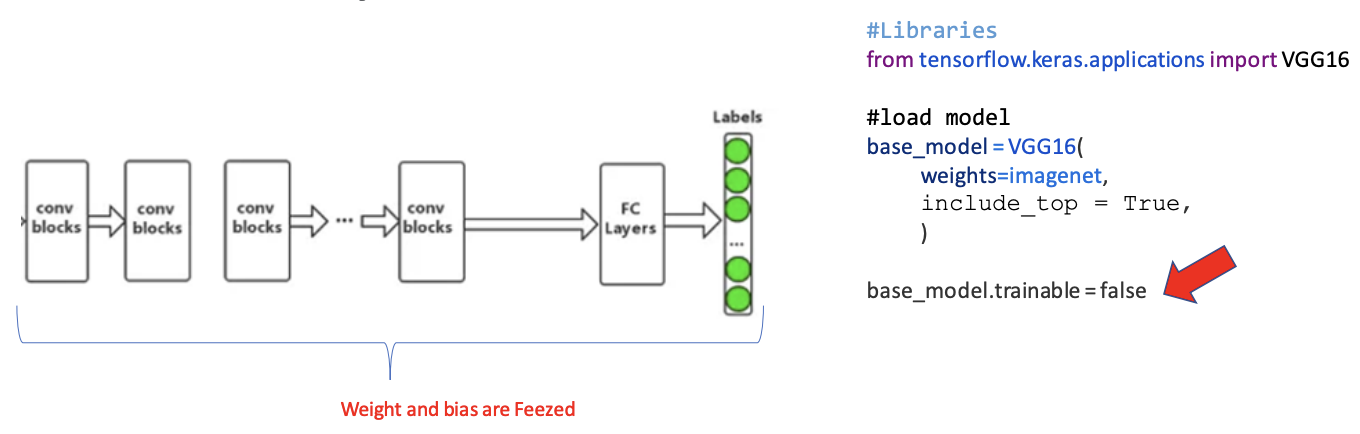 #Libraries
from tensorflow.keras.applications import VGG16
#load model
base_model = VGG16(
weights=imagenet,
include_top = True,
)
base_model.trainable = false
Labels
conv
blocks
conv
blocks
conv
blocks
...
conv
blocks
FC
Layers
...
Weight and bias are Feezed